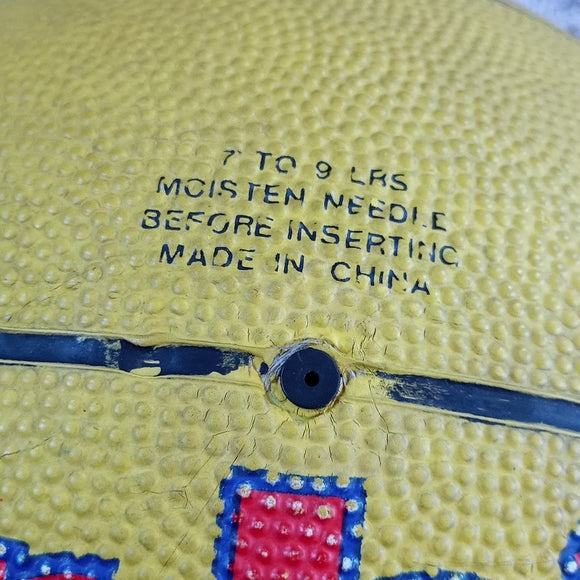 7 TO 9 LBS
MOISTEN NEEDLE
BEFORE INSERTING
MADE IN CHINA